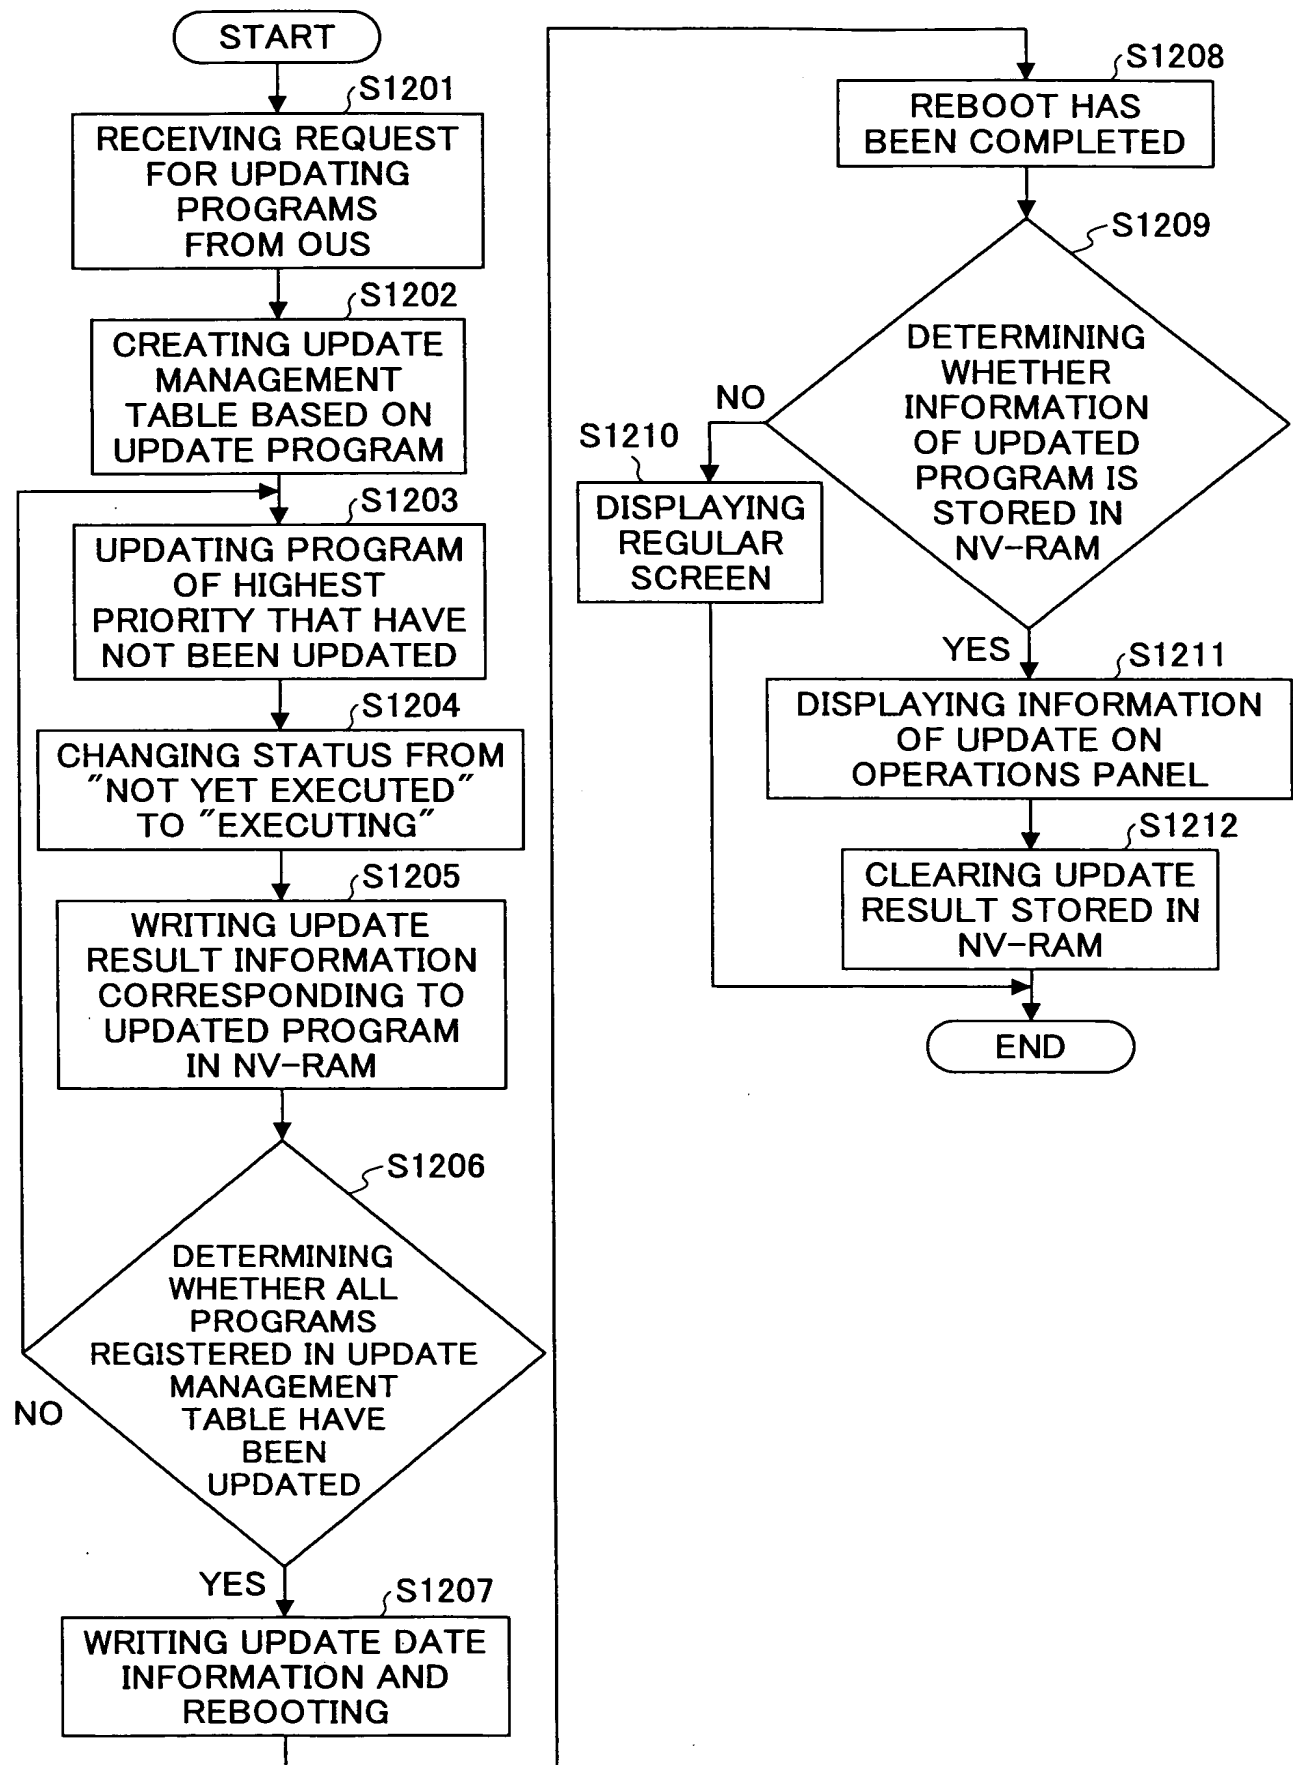 START
S1201
RECEIVING REQUEST
FOR UPDATING
PROGRAMS
FROM OUS
S1202
CREATING UPDATE
MANAGEMENT
TABLE BASED ON
UPDATE PROGRAM
S1203
UPDATING PROGRAM
OF HIGHEST
PRIORITY THAT HAVE
NOT BEEN UPDATED
S1204
CHANGING STATUS FROM
"NOT YET EXECUTED"
TO "EXECUTING"
S1205
WRITING UPDATE
RESULT INFORMATION
CORRESPONDING TO
UPDATED PROGRAM
IN NV-RAM
S1206
DETERMINING
WHETHER ALL
PROGRAMS
REGISTERED IN UPDATE
MANAGEMENT
TABLE HAVE
BEEN
UPDATED
NO
YES
S1207
WRITING UPDATE DATE
INFORMATION AND
REBOOTING
S1208
REBOOT HAS
BEEN COMPLETED
S1209
DETERMINING
WHETHER
INFORMATION
OF UPDATED
PROGRAM IS
STORED IN
NV-RAM
NO
S1210
DISPLAYING
REGULAR
SCREEN
YES
S1211
DISPLAYING INFORMATION
OF UPDATE ON
OPERATIONS PANEL
S1212
CLEARING UPDATE
RESULT STORED IN
NV-RAM
END